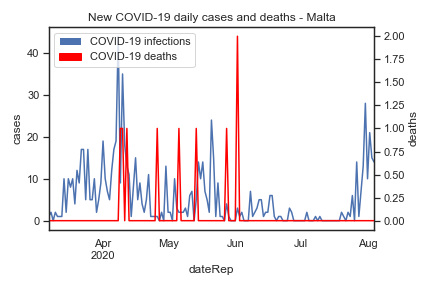 New COVID-19 daily cases and deaths - Malta
COVID-19 infections
COVID-19 deaths
40
30
20
10
0
cases
2.00
1.75
1.50
1.25
1.00
0.75
0.50
0.25
0.00
deaths
Apr
2020
May
Jun
Jul
Aug
dateRep